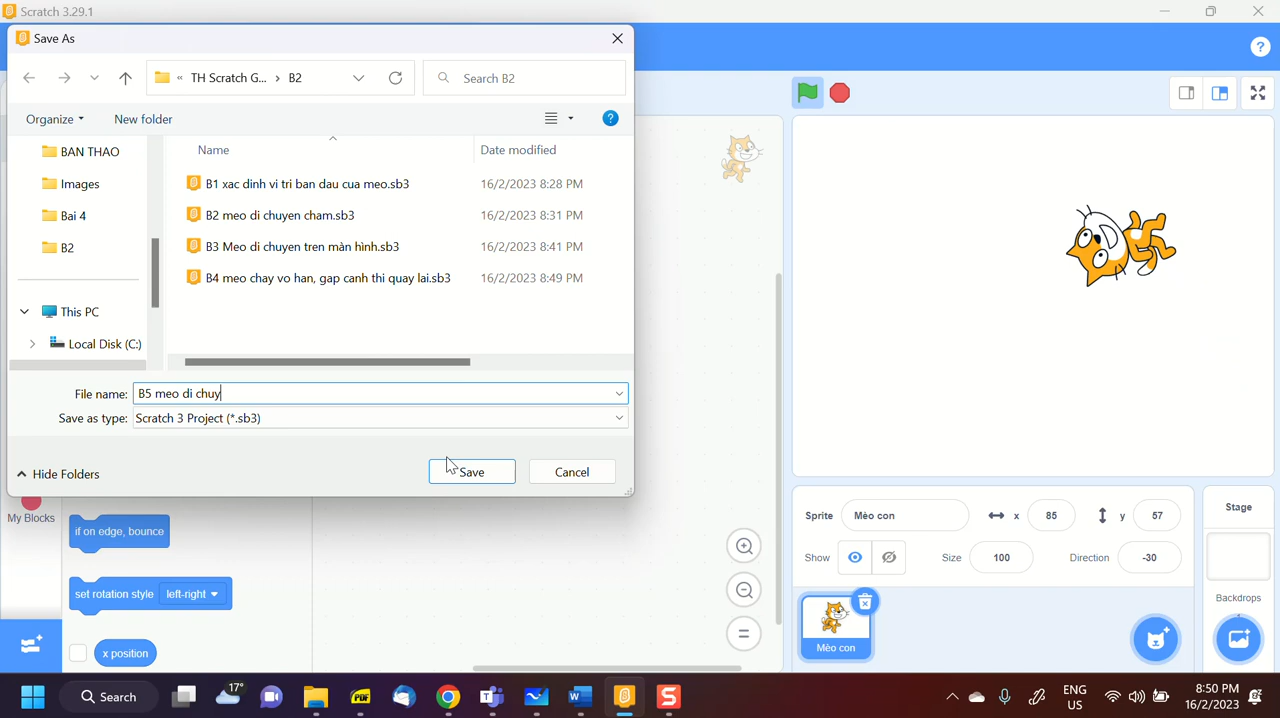 Scratch 3.29.1
Save As
« TH Scratch G... > B2
Search B2
Organize
New folder
Name
Date modified
BAN THAO
Images
Bai 4
B2
This PC
Local Disk (C:)
B1 xac dinh vi tri ban dau cua meo.sb3
16/2/2023 8:28 PM
B2 meo di chuyen cham.sb3
16/2/2023 8:31 PM
B3 Meo di chuyen tren màn hình.sb3
16/2/2023 8:41 PM
B4 meo chay vo han, gap canh thi quay lai.sb3
16/2/2023 8:49 PM
File name: B5 meo di chuy
Save as type: Scratch 3 Project (*.sb3)
Hide Folders
Save
Cancel
My Blocks
if on edge, bounce
set rotation style left-right
x position
Sprite Mèo con x 85 y 57
Show Size 100 Direction -30
Mèo con
Stage
Backdrops
Search
17°
PDF
ENG
US
8:50 PM
16/2/2023